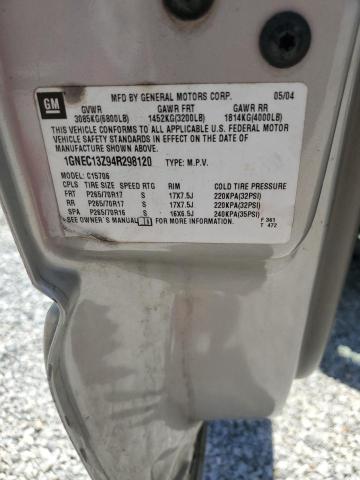 GM
MFD BY GENERAL MOTORS CORP. 05/04
GVWR GAWR FRT GAWR RR
3085KG(6800LB) 1452KG(3200LB) 1814KG(4000LB)
THIS VEHICLE CONFORMS TO ALL APPLICABLE U.S. FEDERAL MOTOR
VEHICLE SAFETY STANDARDS IN EFFECT ON THE DATE OF
MANUFACTURE SHOWN ABOVE.
1GNEC13Z94R298120 TYPE: M.P.V.
MODEL: C15706
CPLS TIRE SIZE SPEED RTG RIM COLD TIRE PRESSURE
FRT P265/70R17 S 17X7.5J 220KPA(32PSI)
RR P265/70R17 S 17X7.5J 220KPA(32PSI)
SPA P265/70R16 S 16X6.5J 240KPA(35PSI)
SEE OWNER'S MANUAL FOR MORE INFORMATION.
F 361
T 472